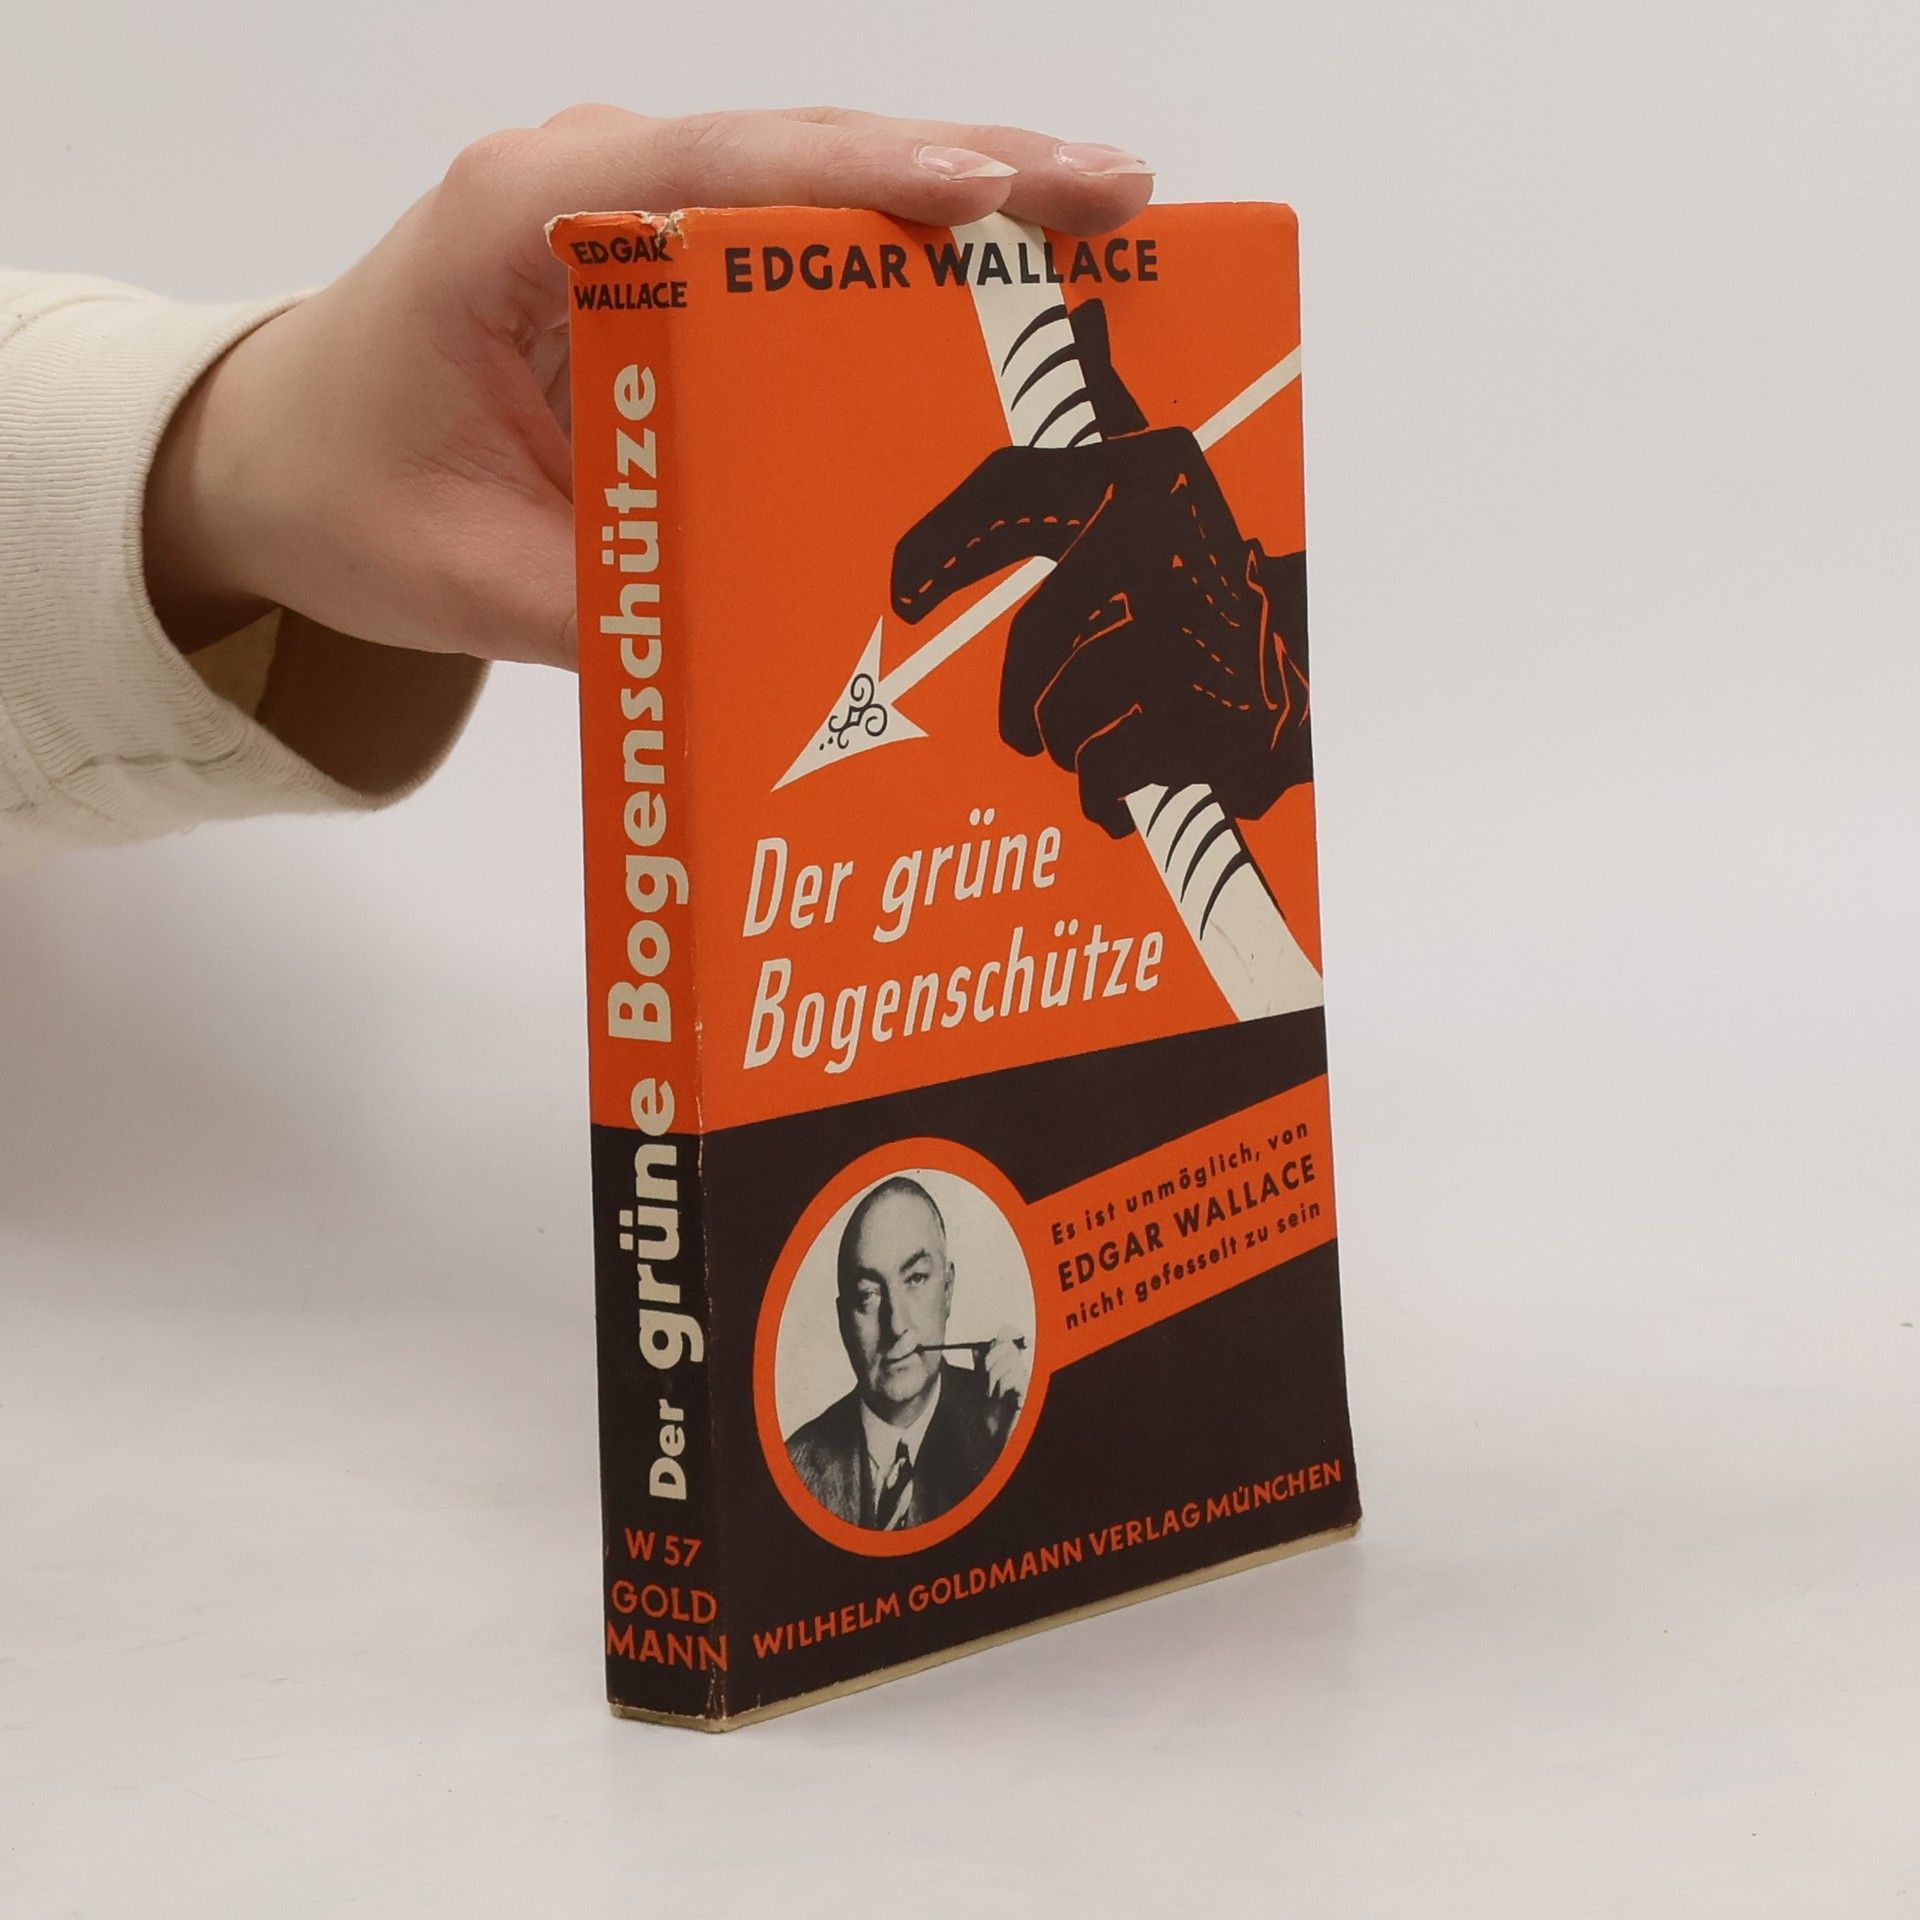 EDGAR
WALLACE
Der grüne Bogenschütze
W 57
GOLD
MANN
EDGAR WALLACE
Der grüne
Bogenschütze
Es ist unmöglich, von
EDGAR WALLACE
nicht gefesselt zu sein
WILHELM GOLDMANN VERLAG MÜNCHEN